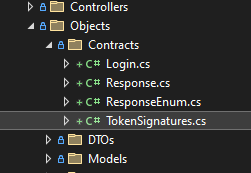 Controllers
Objects
Contracts
+ C# Login.cs
+ C# Response.cs
+ C# ResponseEnum.cs
+ C# TokenSignatures.cs
DTOs
Models